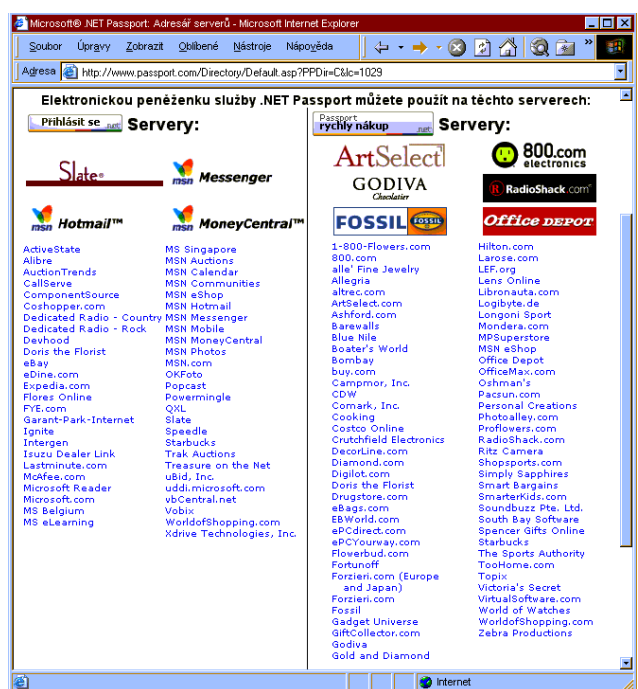 Microsoft® .NET Passport: Adresář serverů - Microsoft Internet Explorer
Soubor Úpravy Zobrazit Oblíbené Nástroje Nápověda
Adresa http://www.passport.com/Directory/Default.asp?PPDir=C&lc=1029
Elektronickou peněženku služby .NET Passport můžete použít na těchto serverech:
Přihlásit se .net Servery:
Slate®
msn Messenger
msn Hotmail™
msn MoneyCentral™
ActiveState
Alibre
AuctionTrends
CallServe
ComponentSource
Coshopper.com
Dedicated Radio - Country
Dedicated Radio - Rock
Devhood
Doris the Florist
eBay
eDine.com
Expedia.com
Flores Online
FYE.com
Garant-Park-Internet
Ignite
Intergen
Isuzu Dealer Link
Lastminute.com
McAfee.com
Microsoft Reader
Microsoft.com
MS Belgium
MS eLearning
MS Singapore
MSN Auctions
MSN Calendar
MSN Communities
MSN eShop
MSN Hotmail
MSN Messenger
MSN Mobile
MSN MoneyCentral
MSN Photos
MSN.com
OKFoto
Popcast
Powermingle
QXL
Slate
Speedle
Starbucks
Trak Auctions
Treasure on the Net
uBid, Inc.
uddi.microsoft.com
vbCentral.net
Vobix
WorldofShopping.com
Xdrive Technologies, Inc.
Passport
rychlý nákup .net Servery:
ArtSelect
800.com
electronics
GODIVA
Chocolatier
RadioShack.com
FOSSIL FOSSIL
Office DEPOT
1-800-Flowers.com
800.com
alle' Fine Jewelry
Allegria
altrec.com
ArtSelect.com
Ashford.com
Barewalls
Blue Nile
Boater's World
Bombay
buy.com
Campmor, Inc.
CDW
Comark, Inc.
Cooking
Costco Online
Crutchfield Electronics
DecorLine.com
Diamond.com
Digilot.com
Doris the Florist
Drugstore.com
eBags.com
EBWorld.com
ePCdirect.com
ePCYourway.com
Flowerbud.com
Fortunoff
Forzieri.com (Europe
and Japan)
Forzieri.com
Fossil
Gadget Universe
GiftCollector.com
Godiva
Gold and Diamond
Hilton.com
Larose.com
LEF.org
Lens Online
Libronauta.com
Logibyte.de
Longoni Sport
Mondera.com
MPSuperstore
MSN eShop
Office Depot
OfficeMax.com
Oshman's
Pacsun.com
Personal Creations
Photoalley.com
Proflowers.com
RadioShack.com
Ritz Camera
Shopsports.com
Simply Sapphires
Smart Bargains
SmarterKids.com
Soundbuzz Pte. Ltd.
South Bay Software
Spencer Gifts Online
Starbucks
The Sports Authority
TooHome.com
Topix
Victoria's Secret
VirtualSoftware.com
World of Watches
WorldofShopping.com
Zebra Productions
Internet